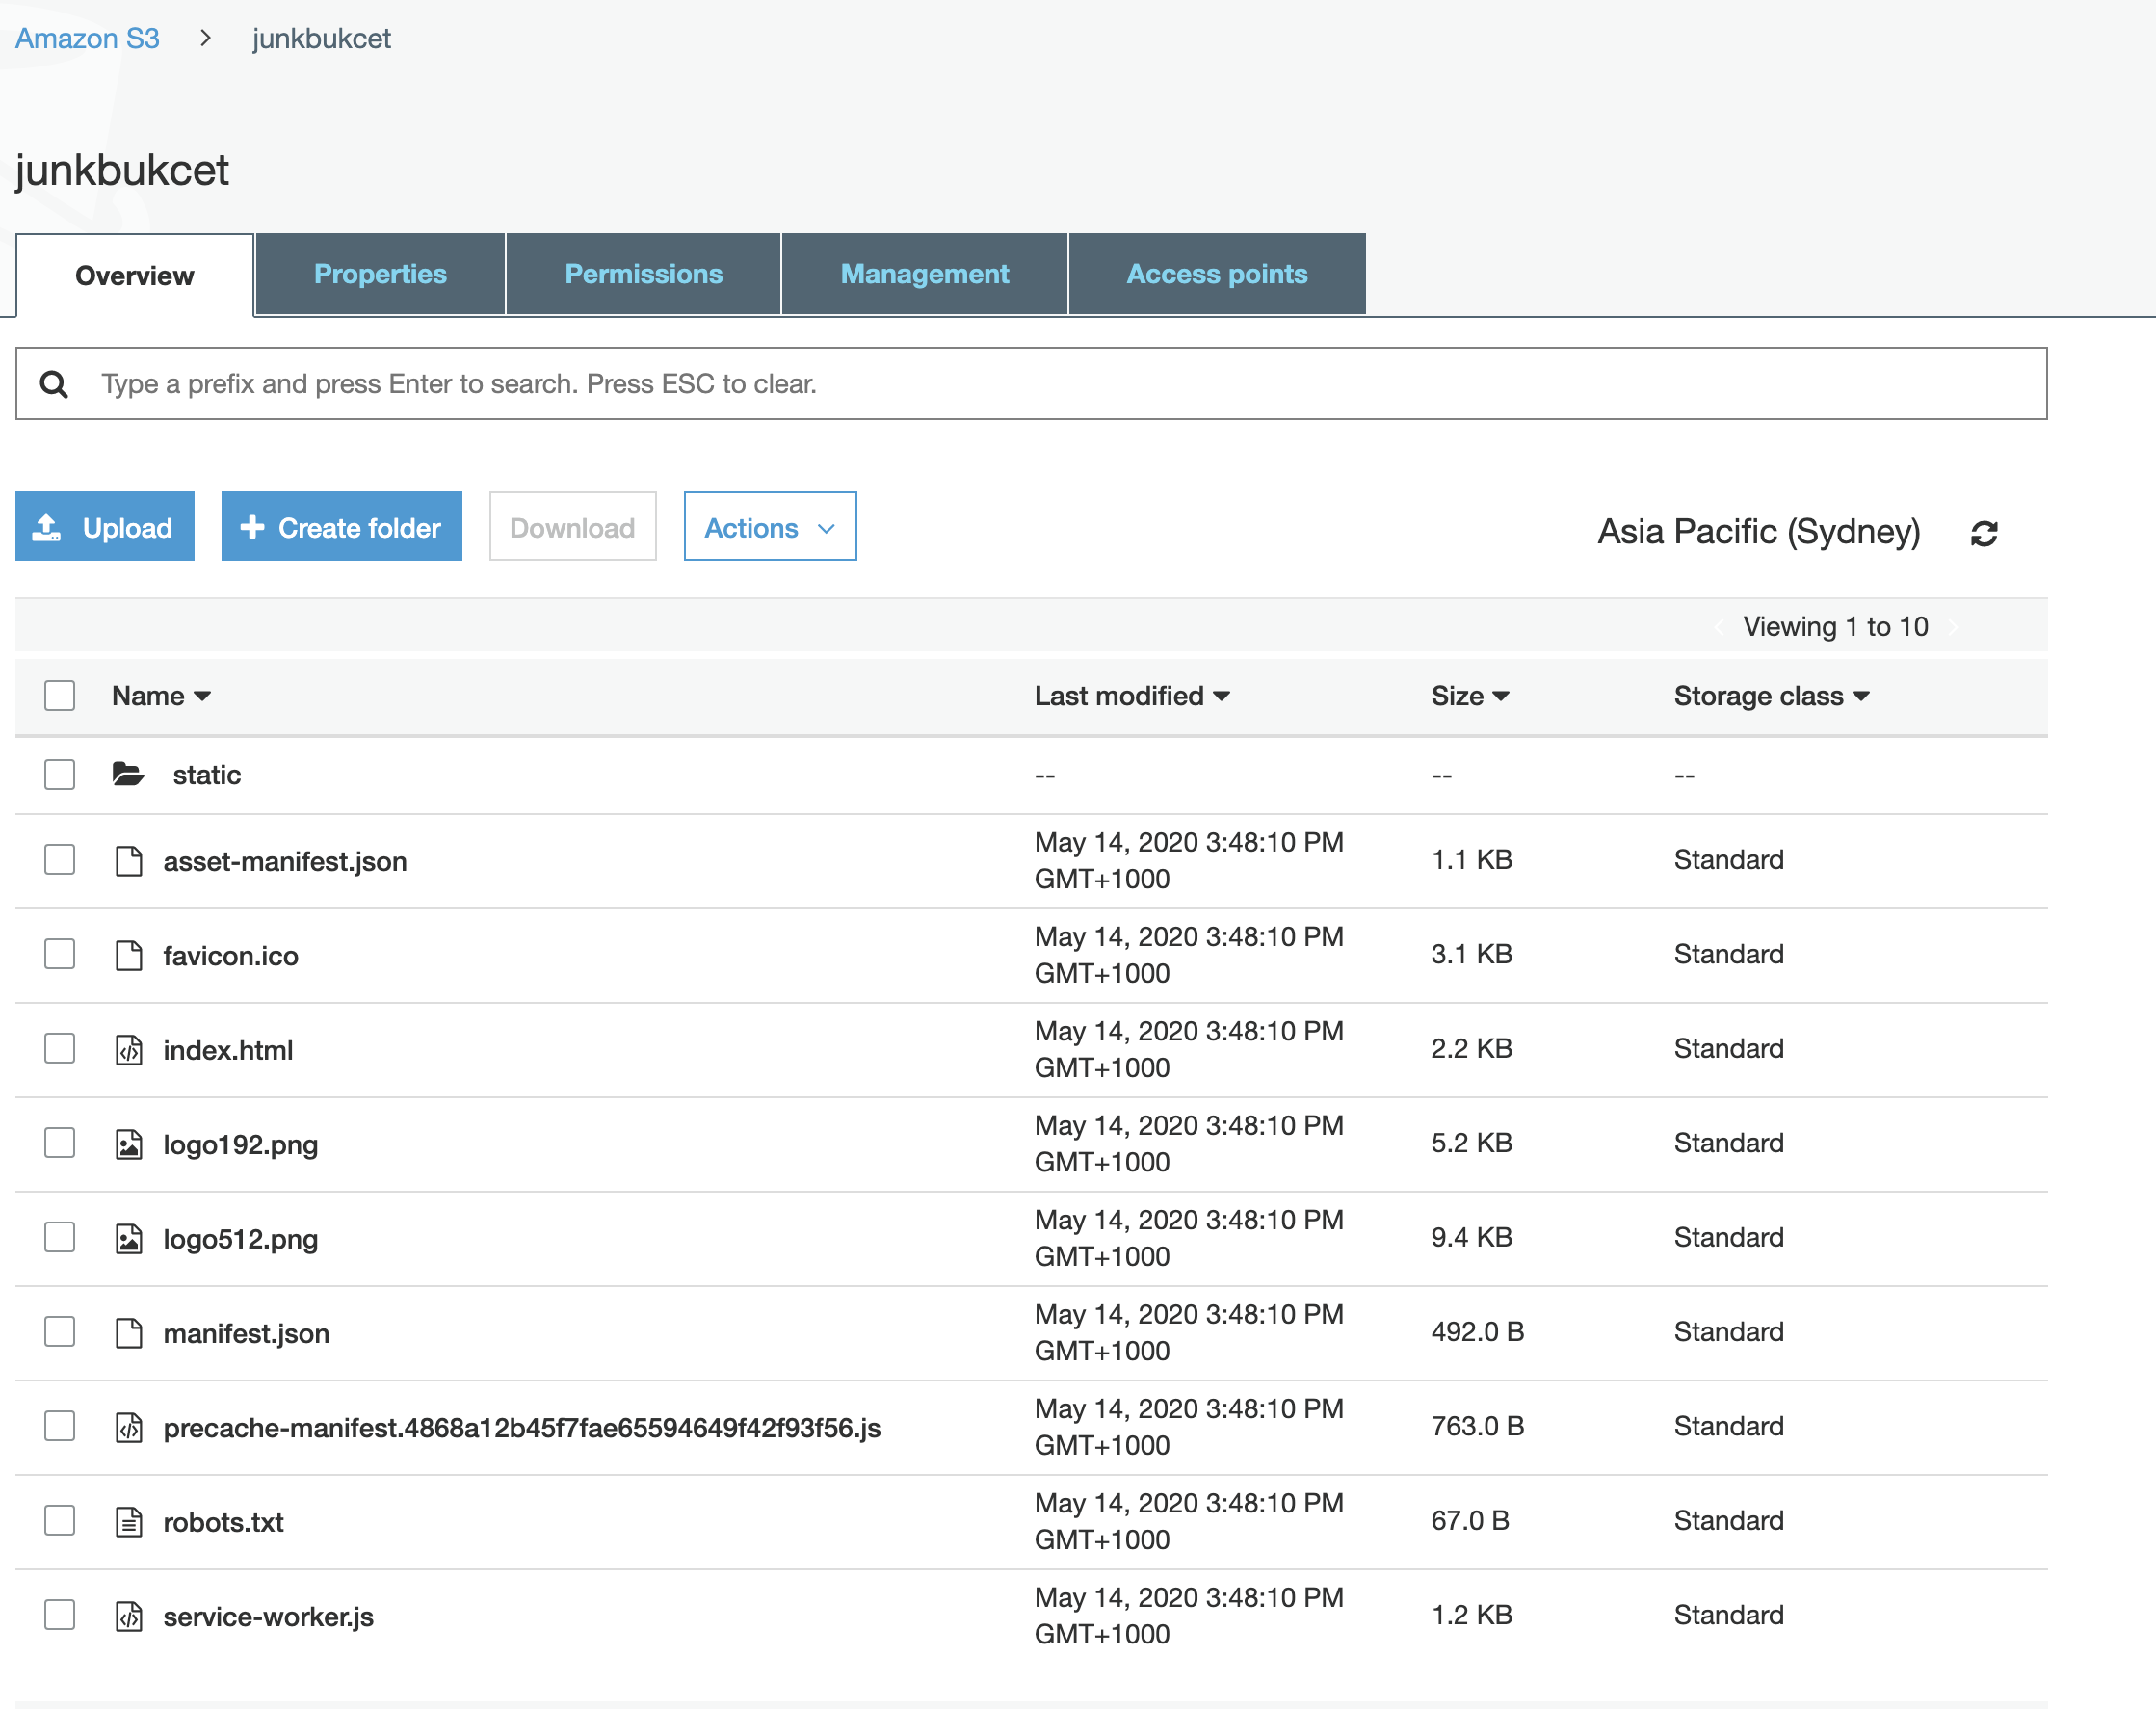 Amazon S3 > junkbukcet
junkbukcet
Overview Properties Permissions Management Access points
Type a prefix and press Enter to search. Press ESC to clear.
Upload Create folder Download Actions Asia Pacific (Sydney)
Viewing 1 to 10
Name Last modified Size Storage class
static -- -- --
asset-manifest.json May 14, 2020 3:48:10 PM GMT+1000 1.1 KB Standard
favicon.ico May 14, 2020 3:48:10 PM GMT+1000 3.1 KB Standard
index.html May 14, 2020 3:48:10 PM GMT+1000 2.2 KB Standard
logo192.png May 14, 2020 3:48:10 PM GMT+1000 5.2 KB Standard
logo512.png May 14, 2020 3:48:10 PM GMT+1000 9.4 KB Standard
manifest.json May 14, 2020 3:48:10 PM GMT+1000 492.0 B Standard
precache-manifest.4868a12b45f7fae65594649f42f93f56.js May 14, 2020 3:48:10 PM GMT+1000 763.0 B Standard
robots.txt May 14, 2020 3:48:10 PM GMT+1000 67.0 B Standard
service-worker.js May 14, 2020 3:48:10 PM GMT+1000 1.2 KB Standard